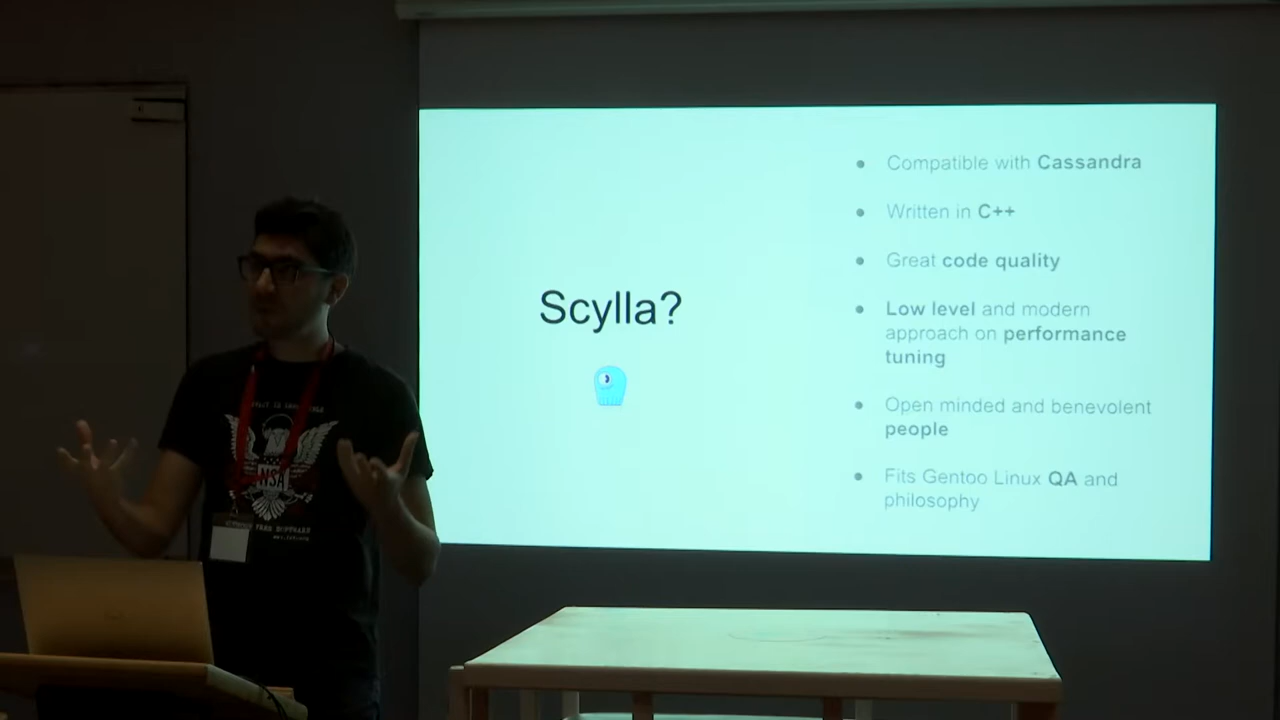 Scylla?
Compatible with Cassandra
Written in C++
Great code quality
Low level and modern
approach on performance
tuning
Open minded and benevolent
people
Fits Gentoo Linux QA and
philosophy
NSA